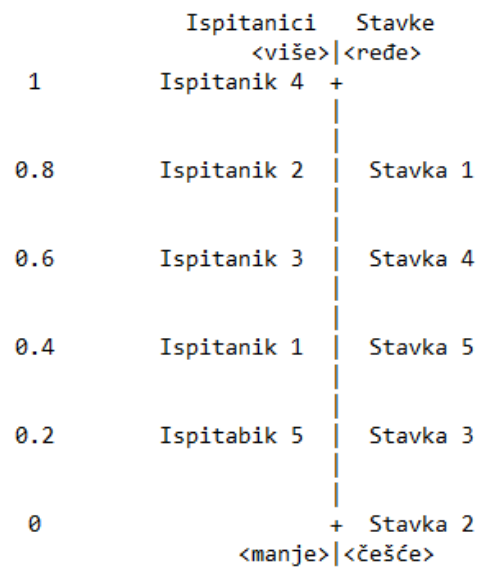 Ispitanici Stavke
<više>|<ređe>
1 Ispitanik 4 +
|
|
0.8 Ispitanik 2 | Stavka 1
|
|
0.6 Ispitanik 3 | Stavka 4
|
|
0.4 Ispitanik 1 | Stavka 5
|
|
0.2 Ispitabik 5 | Stavka 3
|
|
0 + Stavka 2
<manje>|<češće>